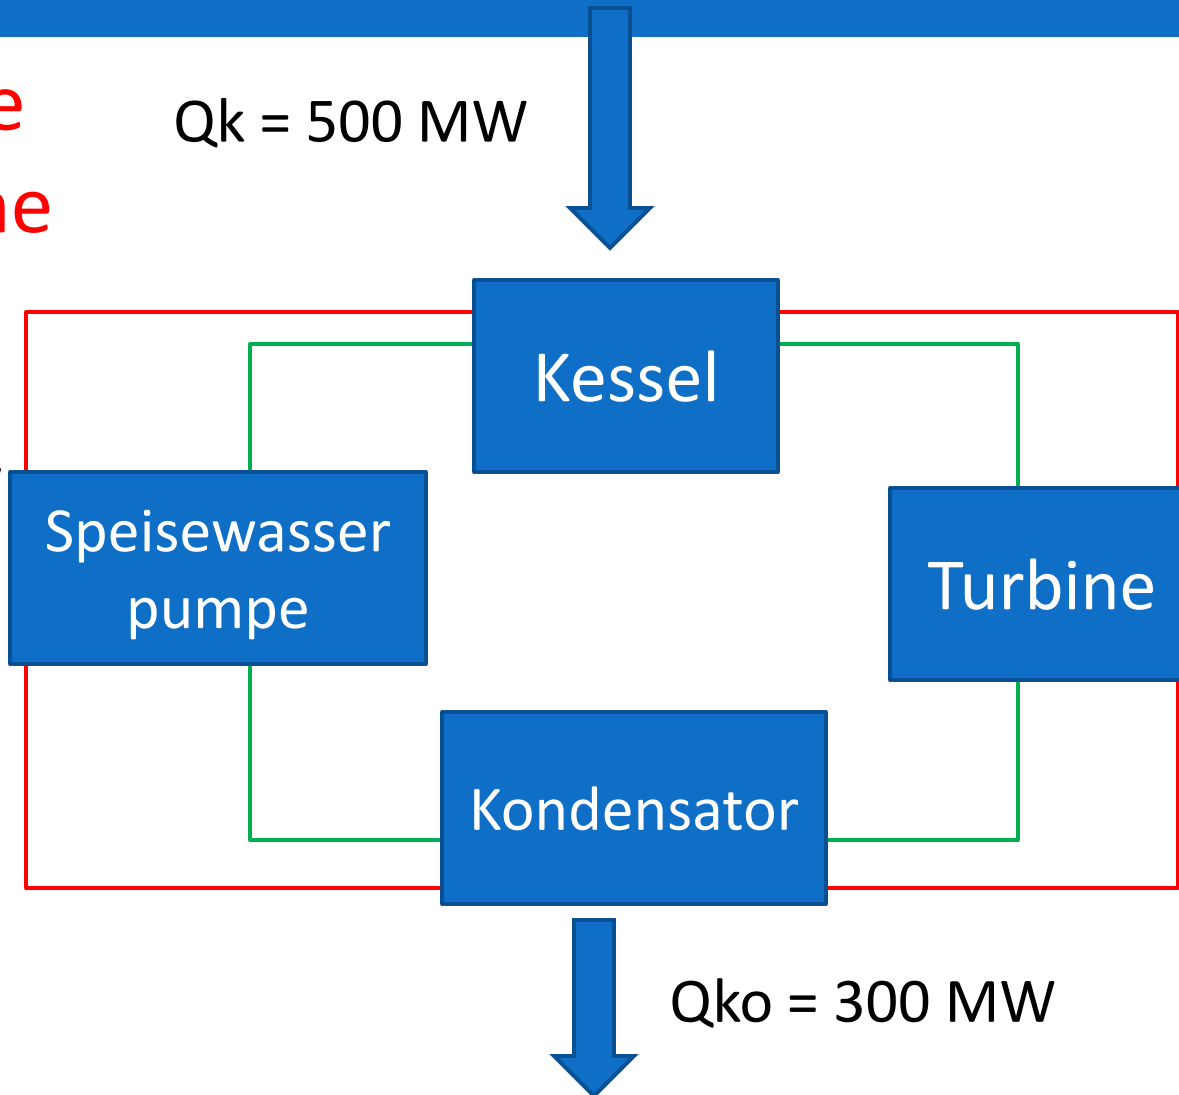 Qk = 500 MW
Kessel
Speisewasser
pumpe
Turbine
Kondensator
Qko = 300 MW